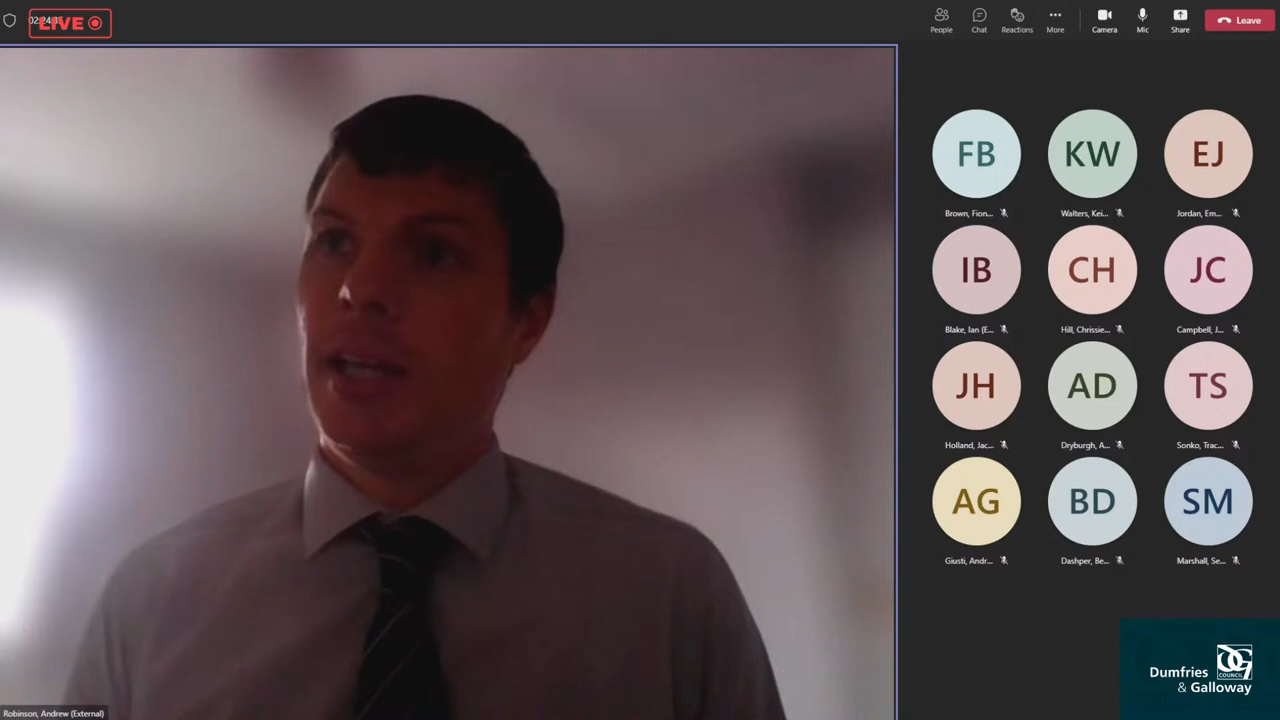 LIVE
People
Chat
Reactions
More
Camera
Mic
Share
Leave
FB
KW
EJ
Brown, Fion...
Walters, Kei...
Jordan, Em...
IB
CH
JC
Blake, Ian (E...
Hill, Chrissie...
Campbell, J...
JH
AD
TS
Holland, Jac...
Dryburgh, A...
Sonko, Trac...
AG
BD
SM
Giusti, Andr...
Dashper, Be...
Marshall, Se...
Robinson, Andrew (External)
DG
COUNCIL
Dumfries
& Galloway